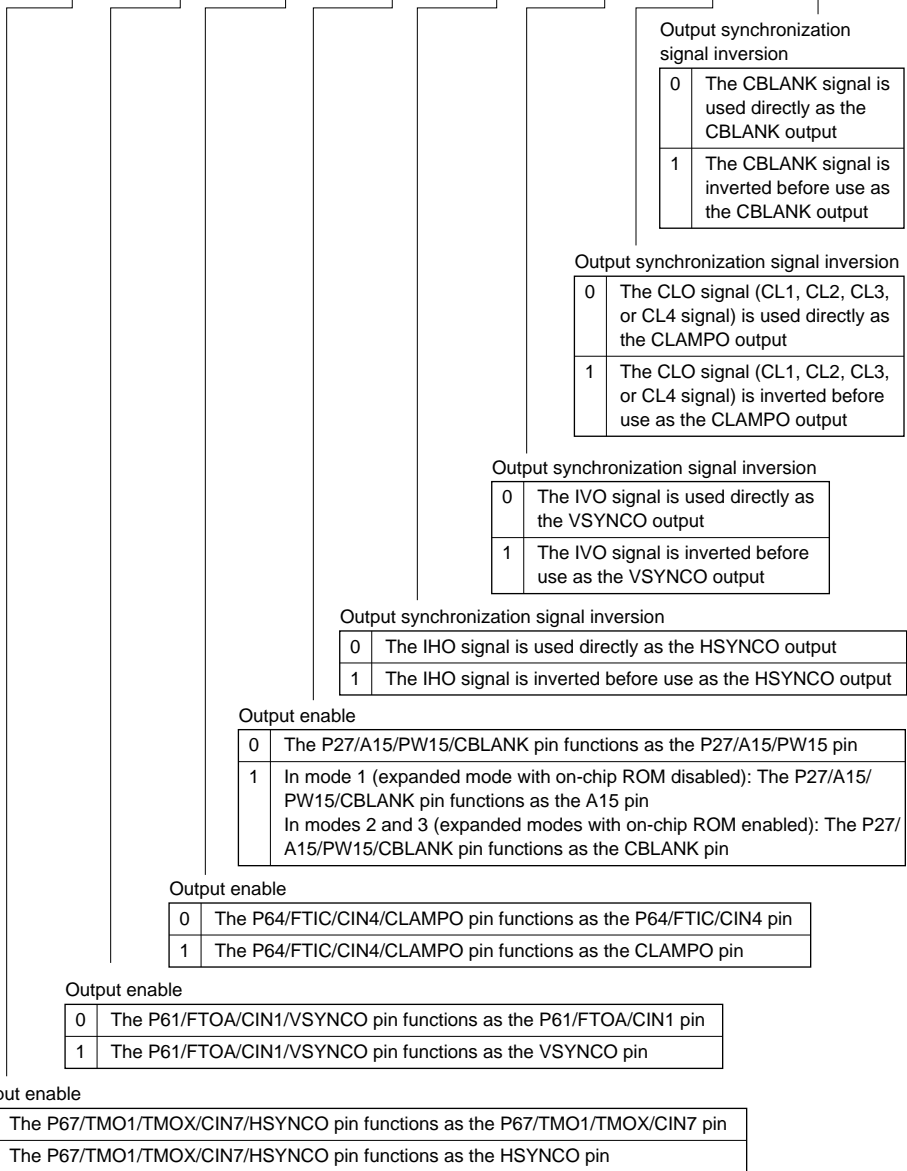 Output synchronization
signal inversion
0 The CBLANK signal is
used directly as the
CBLANK output
1 The CBLANK signal is
inverted before use as
the CBLANK output
Output synchronization signal inversion
0 The CLO signal (CL1, CL2, CL3,
or CL4 signal) is used directly as
the CLAMPO output
1 The CLO signal (CL1, CL2, CL3,
or CL4 signal) is inverted before
use as the CLAMPO output
Output synchronization signal inversion
0 The IVO signal is used directly as
the VSYNCO output
1 The IVO signal is inverted before
use as the VSYNCO output
Output synchronization signal inversion
0 The IHO signal is used directly as the HSYNCO output
1 The IHO signal is inverted before use as the HSYNCO output
Output enable
0 The P27/A15/PW15/CBLANK pin functions as the P27/A15/PW15 pin
1 In mode 1 (expanded mode with on-chip ROM disabled): The P27/A15/
PW15/CBLANK pin functions as the A15 pin
In modes 2 and 3 (expanded modes with on-chip ROM enabled): The P27/
A15/PW15/CBLANK pin functions as the CBLANK pin
Output enable
0 The P64/FTIC/CIN4/CLAMPO pin functions as the P64/FTIC/CIN4 pin
1 The P64/FTIC/CIN4/CLAMPO pin functions as the CLAMPO pin
Output enable
0 The P61/FTOA/CIN1/VSYNCO pin functions as the P61/FTOA/CIN1 pin
1 The P61/FTOA/CIN1/VSYNCO pin functions as the VSYNCO pin
enable
The P67/TMO1/TMOX/CIN7/HSYNCO pin functions as the P67/TMO1/TMOX/CIN7 pin
The P67/TMO1/TMOX/CIN7/HSYNCO pin functions as the HSYNCO pin